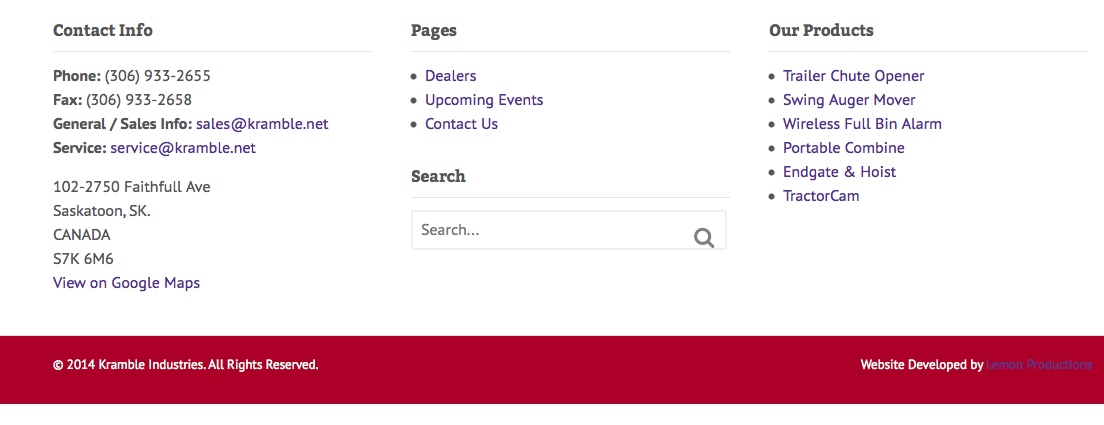 Contact Info
Phone: (306) 933-2655
Fax: (306) 933-2658
General / Sales Info: sales@kramble.net
Service: service@kramble.net
102-2750 Faithfull Ave
Saskatoon, SK.
CANADA
S7K 6M6
View on Google Maps
Pages
Dealers
Upcoming Events
Contact Us
Search
Search...
Our Products
Trailer Chute Opener
Swing Auger Mover
Wireless Full Bin Alarm
Portable Combine
Endgate & Hoist
TractorCam
© 2014 Kramble Industries. All Rights Reserved.
Website Developed by Lemon Productions